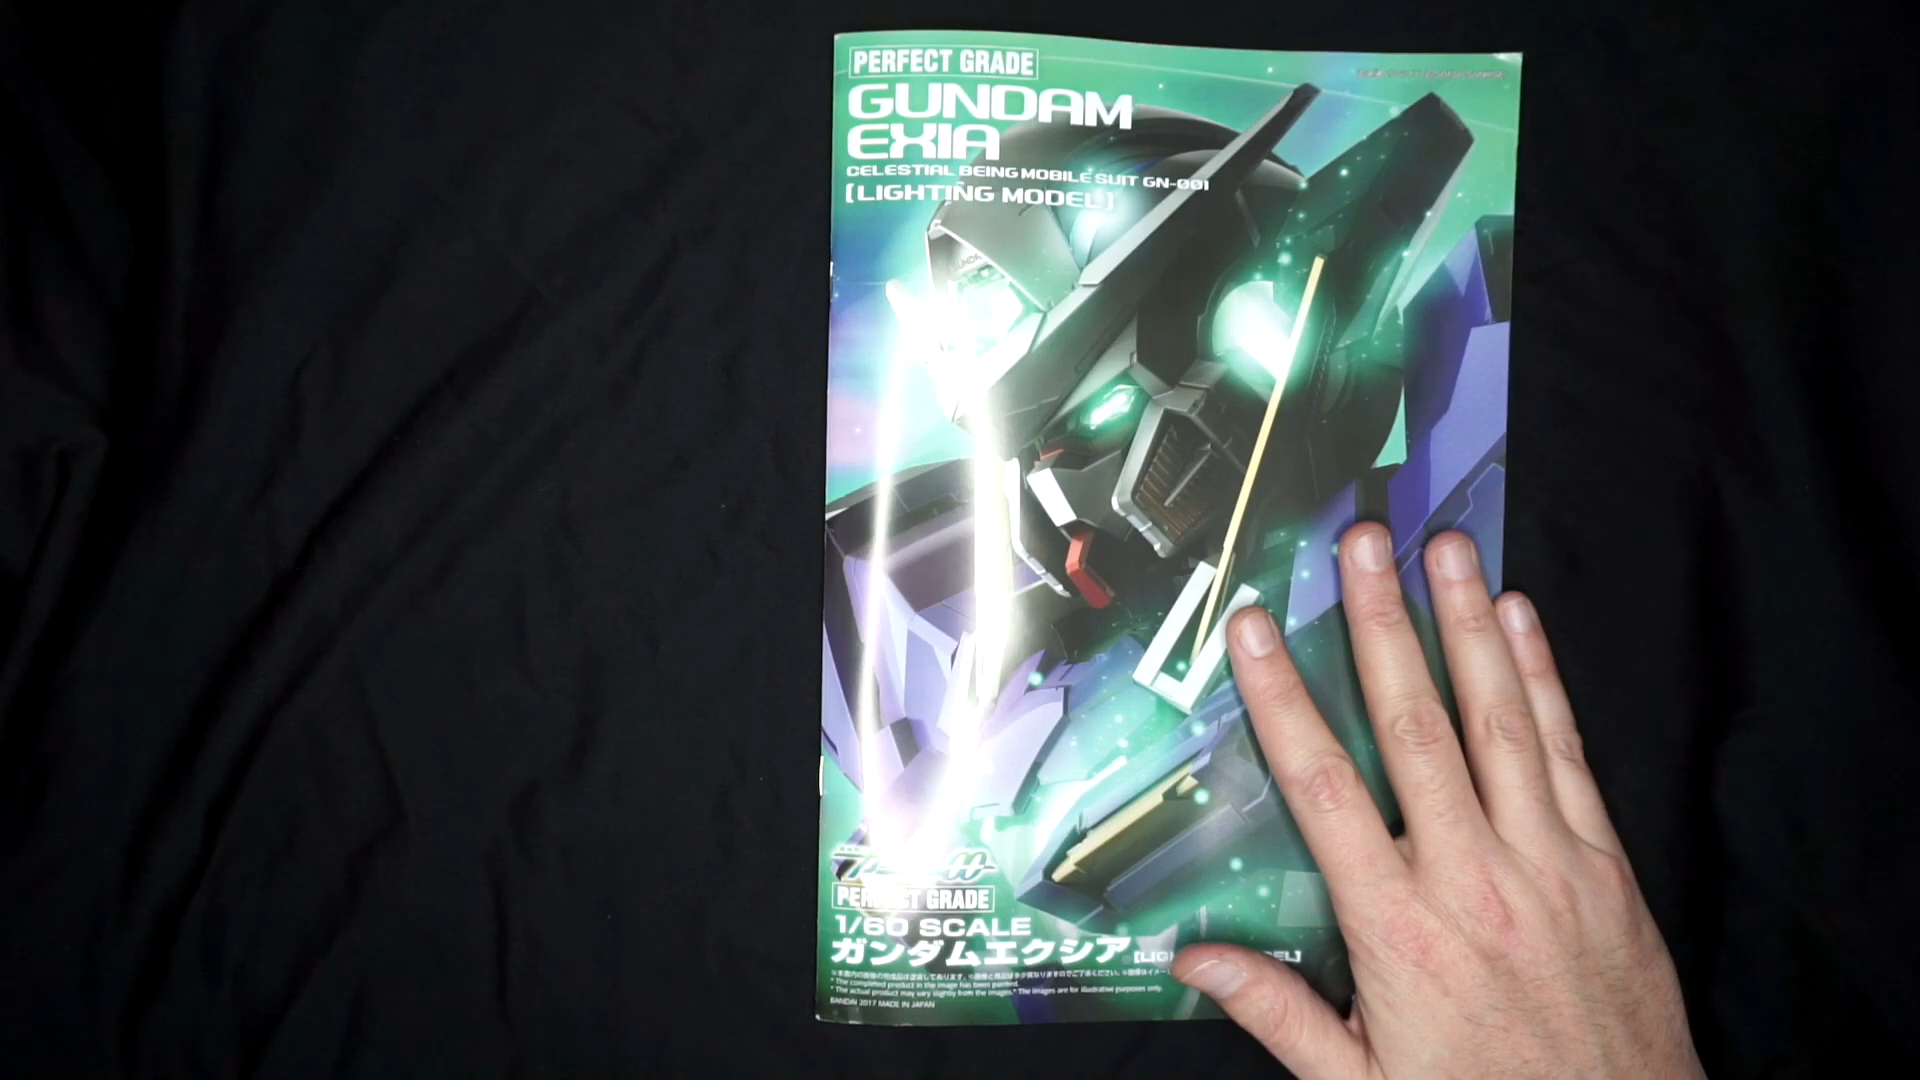 PERFECT GRADE
GUNDAM
EXIA
CELESTIAL BEING MOBILE SUIT GN-001
[LIGHTING MODEL]
PERFECT GRADE
1/60 SCALE
ガンダムエクシア
* The completed product in the image has been painted.
* The actual product may vary slightly from the images.* The images are for illustrative purposes only.
BANDAI 2017 MADE IN JAPAN